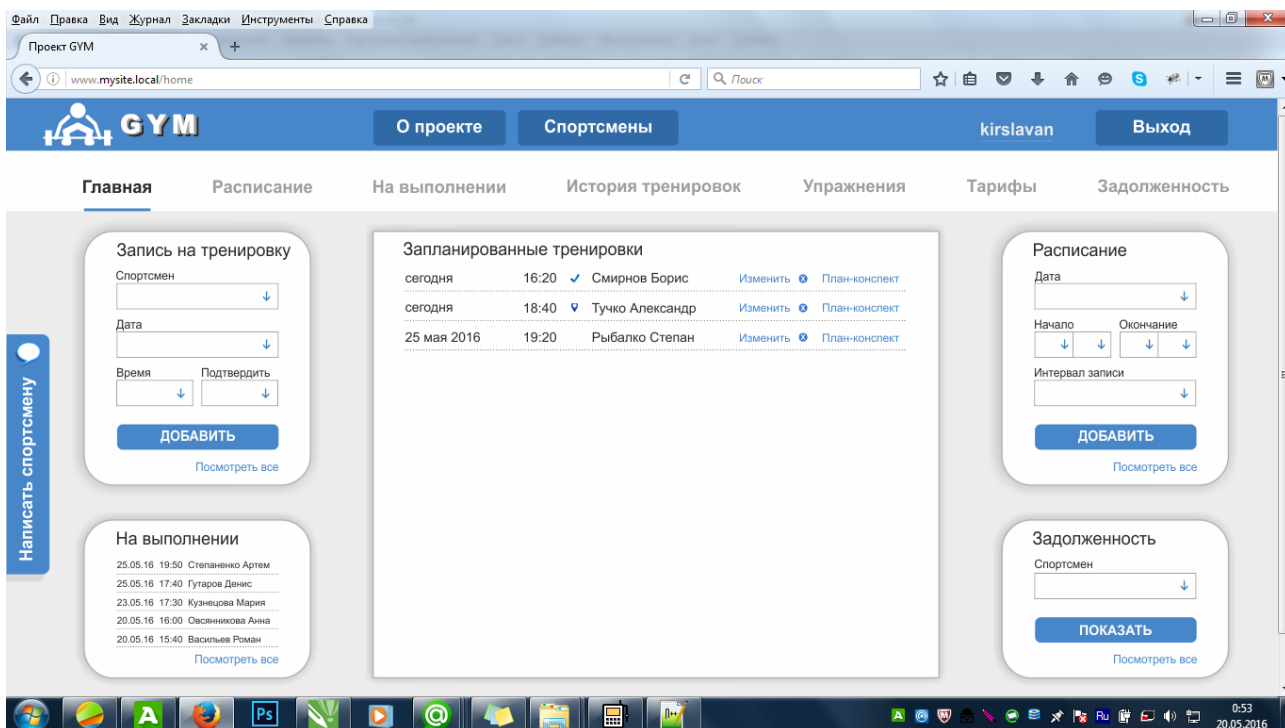 Файл Правка Вид Журнал Закладки Инструменты Справка
Проект GYM
www.mysite.local/home
Поиск
GYM
О проекте Спортсмены kirslavan Выход
Главная Расписание На выполнении История тренировок Упражнения Тарифы Задолженность
Написать спортсмену
Запись на тренировку
Спортсмен
Дата
Время Подтвердить
ДОБАВИТЬ
Посмотреть все
На выполнении
25.05.16 19:50 Степаненко Артем
25.05.16 17:40 Гутаров Денис
23.05.16 17:30 Кузнецова Мария
20.05.16 16:00 Овсянникова Анна
20.05.16 15:40 Васильев Роман
Посмотреть все
Запланированные тренировки
сегодня 16:20 Смирнов Борис Изменить План-конспект
сегодня 18:40 Тучко Александр Изменить План-конспект
25 мая 2016 19:20 Рыбалко Степан Изменить План-конспект
Расписание
Дата
Начало Окончание
Интервал записи
ДОБАВИТЬ
Посмотреть все
Задолженность
Спортсмен
ПОКАЗАТЬ
Посмотреть все
Ps
Ru
0:53
20.05.2016